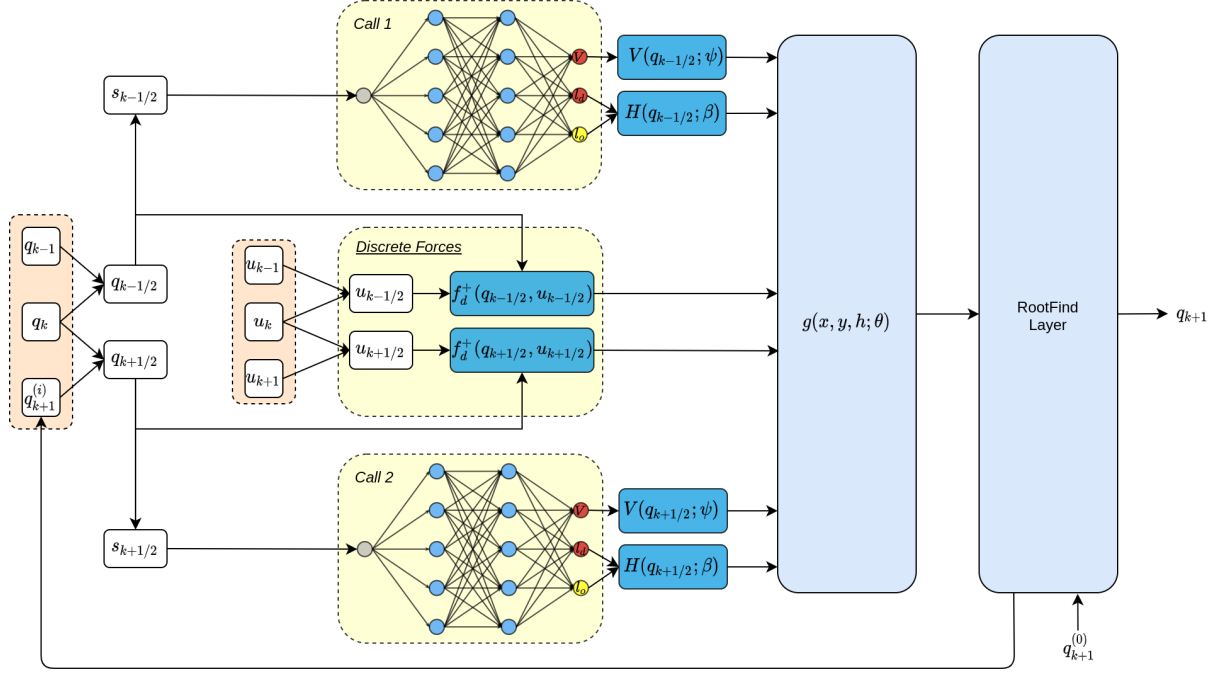 Call 1
V
l_d
l_o
V(q_{k-1/2}; ψ)
H(q_{k-1/2}; β)
s_{k-1/2}
q_{k-1}
q_k
q_{k+1}^{(i)}
q_{k-1/2}
q_{k+1/2}
u_{k-1}
u_k
u_{k+1}
Discrete Forces
u_{k-1/2}
f_d^+(q_{k-1/2}, u_{k-1/2})
u_{k+1/2}
f_d^+(q_{k+1/2}, u_{k+1/2})
g(x, y, h; θ)
RootFind
Layer
q_{k+1}
Call 2
V
l_d
l_o
V(q_{k+1/2}; ψ)
H(q_{k+1/2}; β)
s_{k+1/2}
q_{k+1}^{(0)}